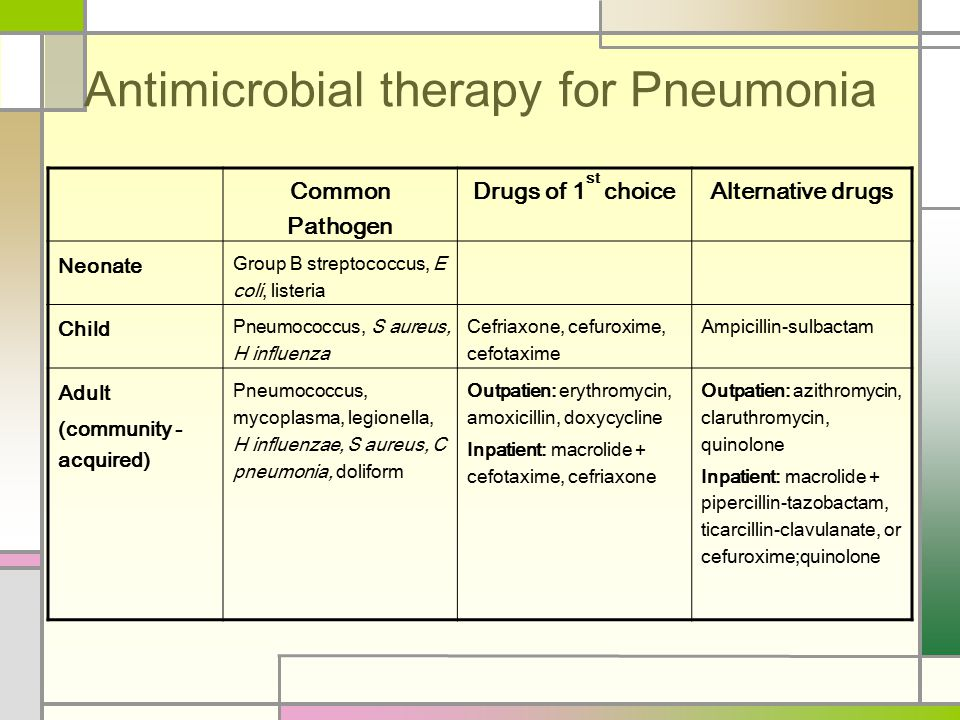 Antimicrobial therapy for Pneumonia
Common
Pathogen
Drugs of 1st choice
Alternative drugs
Neonate
Group B streptococcus, E
coli, listeria
Child
Pneumococcus, S aureus,
H influenza
Cefriaxone, cefuroxime,
cefotaxime
Ampicillin-sulbactam
Adult
(community -
acquired)
Pneumococcus,
mycoplasma, legionella,
H influenzae, S aureus, C
pneumonia, doliform
Outpatien: erythromycin,
amoxicillin, doxycycline
Inpatient: macrolide +
cefotaxime, cefriaxone
Outpatien: azithromycin,
claruthromycin,
quinolone
Inpatient: macrolide +
pipercillin-tazobactam,
ticarcillin-clavulanate, or
cefuroxime;quinolone